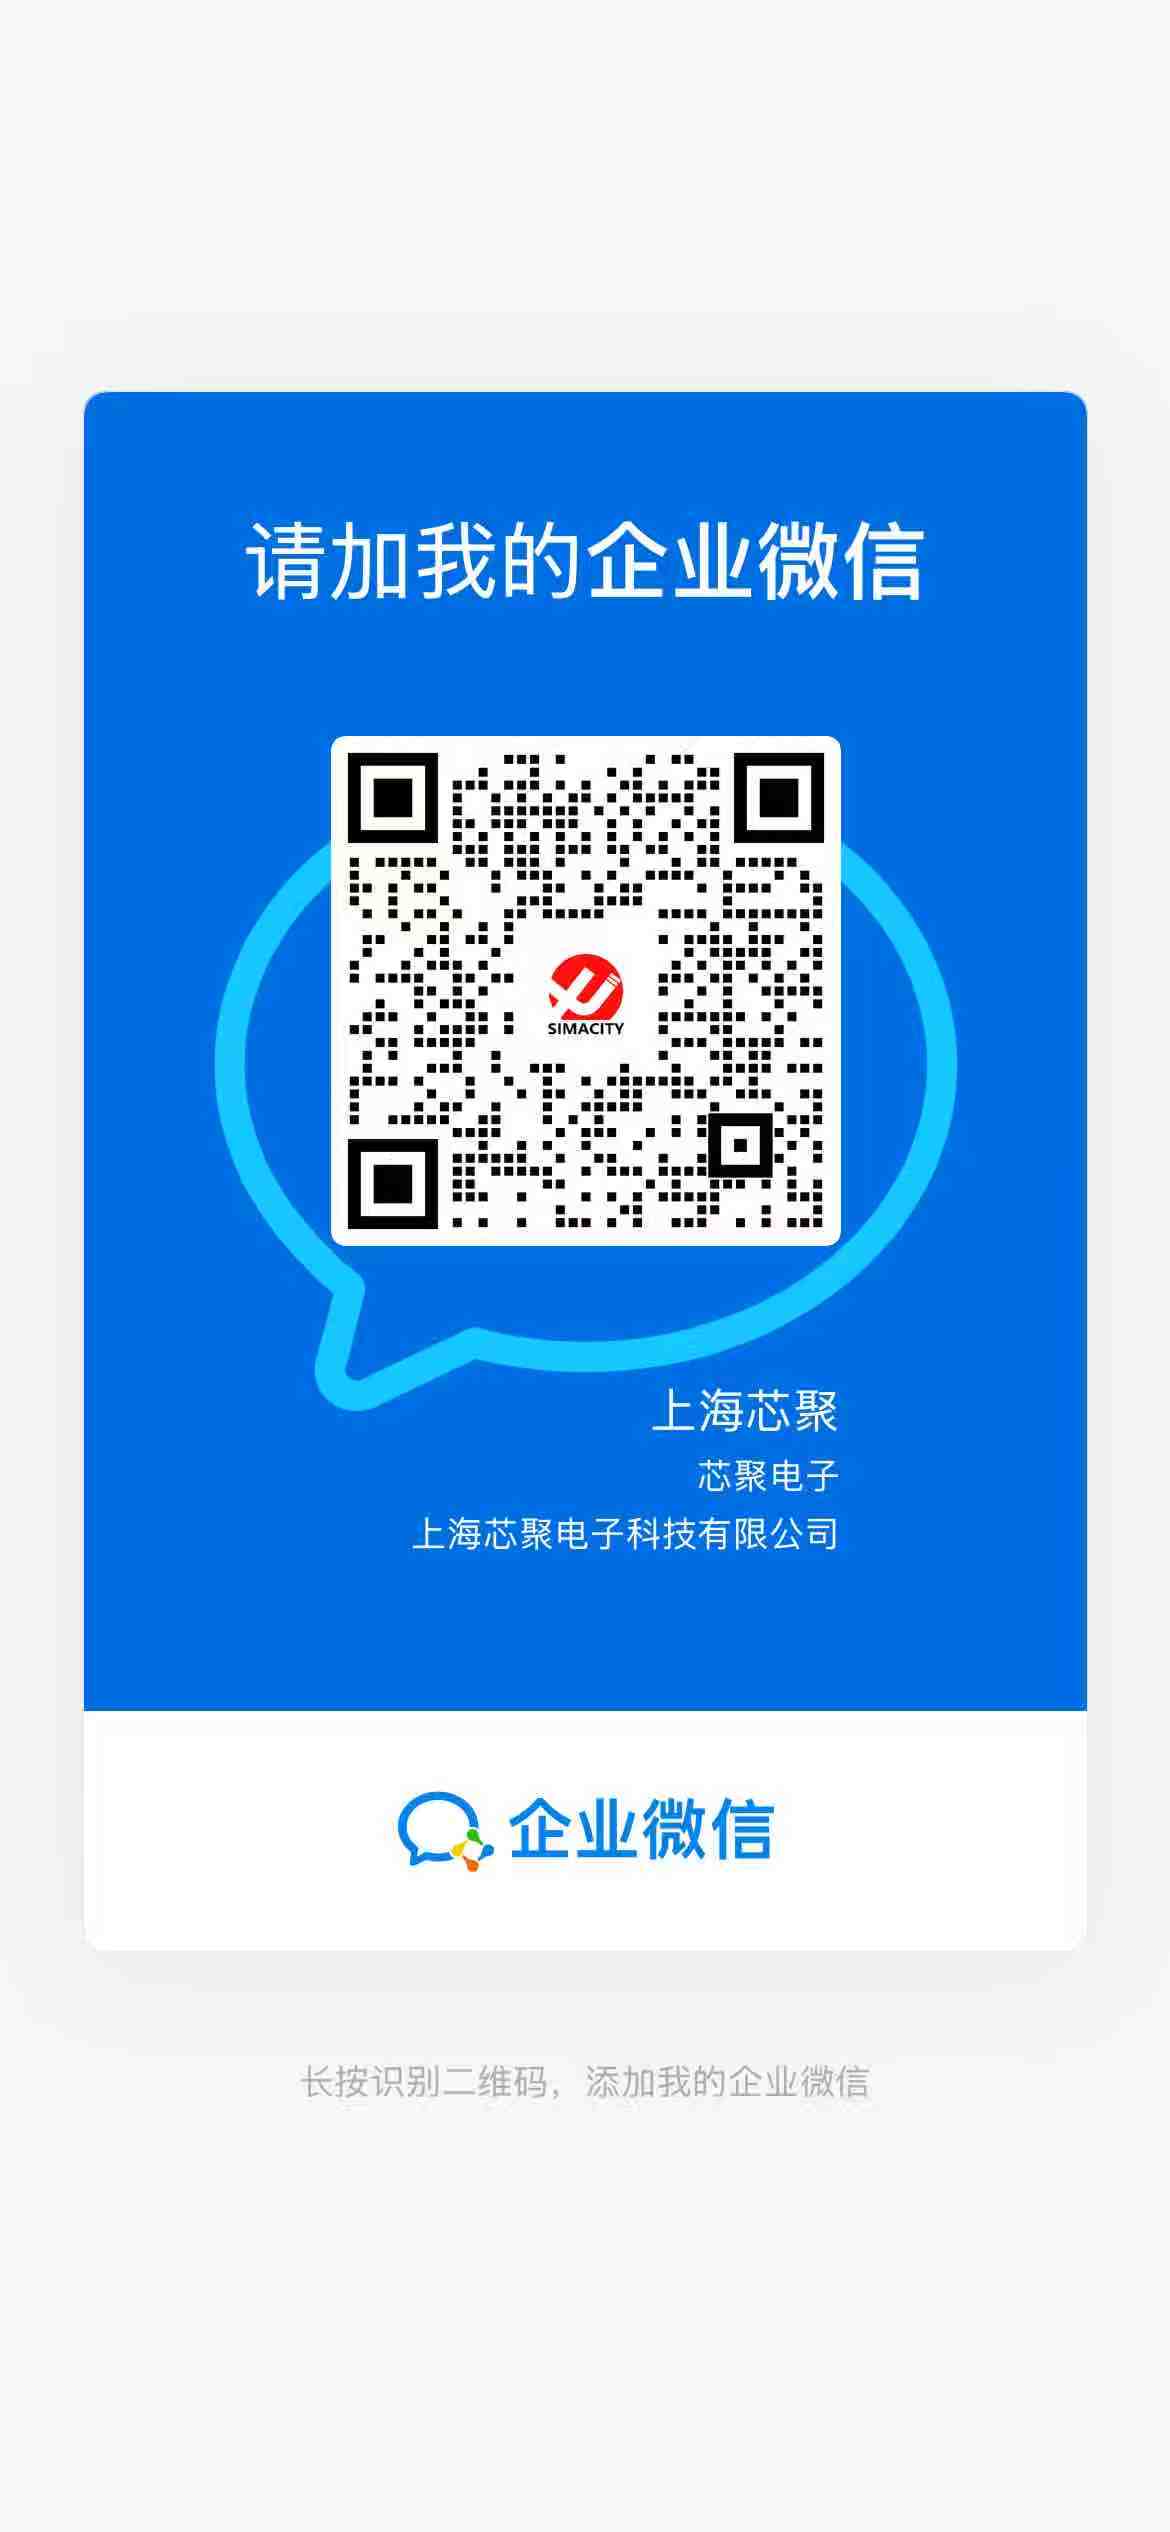 请加我的企业微信
SIMACITY
上海芯聚
芯聚电子
上海芯聚电子科技有限公司
企业微信
长按识别二维码，添加我的企业微信